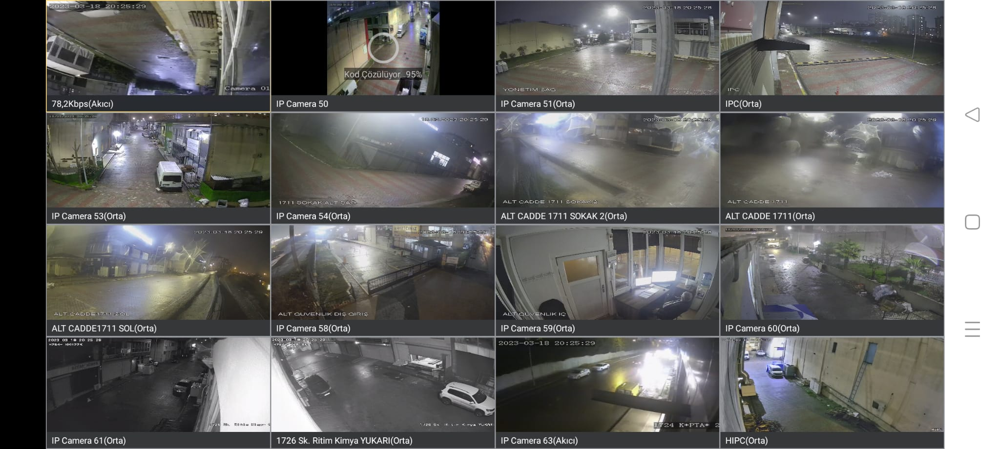 2023-03-18 20:25:29
Camera 01
78,2Kbps(Akıcı)
Kod Çözülüyor...95%
IP Camera 50
2023-03-18 20:25:28
YONETIM SAG
IP Camera 51(Orta)
2023-03-18 20:25:28
IPC
IPC(Orta)
18/03/2023 20:25:28
IP Camera 53(Orta)
18-03-2023 20:25:29
1711 SOKAK ALT SAG
IP Camera 54(Orta)
2023-03-18 20:25:29
ALT CADDE 1711 SOKAK 2
ALT CADDE 1711 SOKAK 2(Orta)
2023-03-18 20:25:29
ALT CADDE 1711
ALT CADDE 1711(Orta)
2023-03-18 20:25:29
ALT CADDE1711 SOL
ALT CADDE1711 SOL(Orta)
2023-03-18 20:25:29
ALT GUVENLIK DIŞ GIRIŞ
IP Camera 58(Orta)
2023-03-18 20:25:28
ALT GUVENLIK IÇ
IP Camera 59(Orta)
18/03/2023 20:25:29
IP Camera 60(Orta)
2023 03 18 20:25:29
IP Camera 61(Orta)
2023-03-18 20:25:29
1726 Sk. Ritim Kimya YUKARI
1726 Sk. Ritim Kimya YUKARI(Orta)
2023-03-18 20:25:29
1724 K*PTA* 2
IP Camera 63(Akıcı)
HIPC
HIPC(Orta)